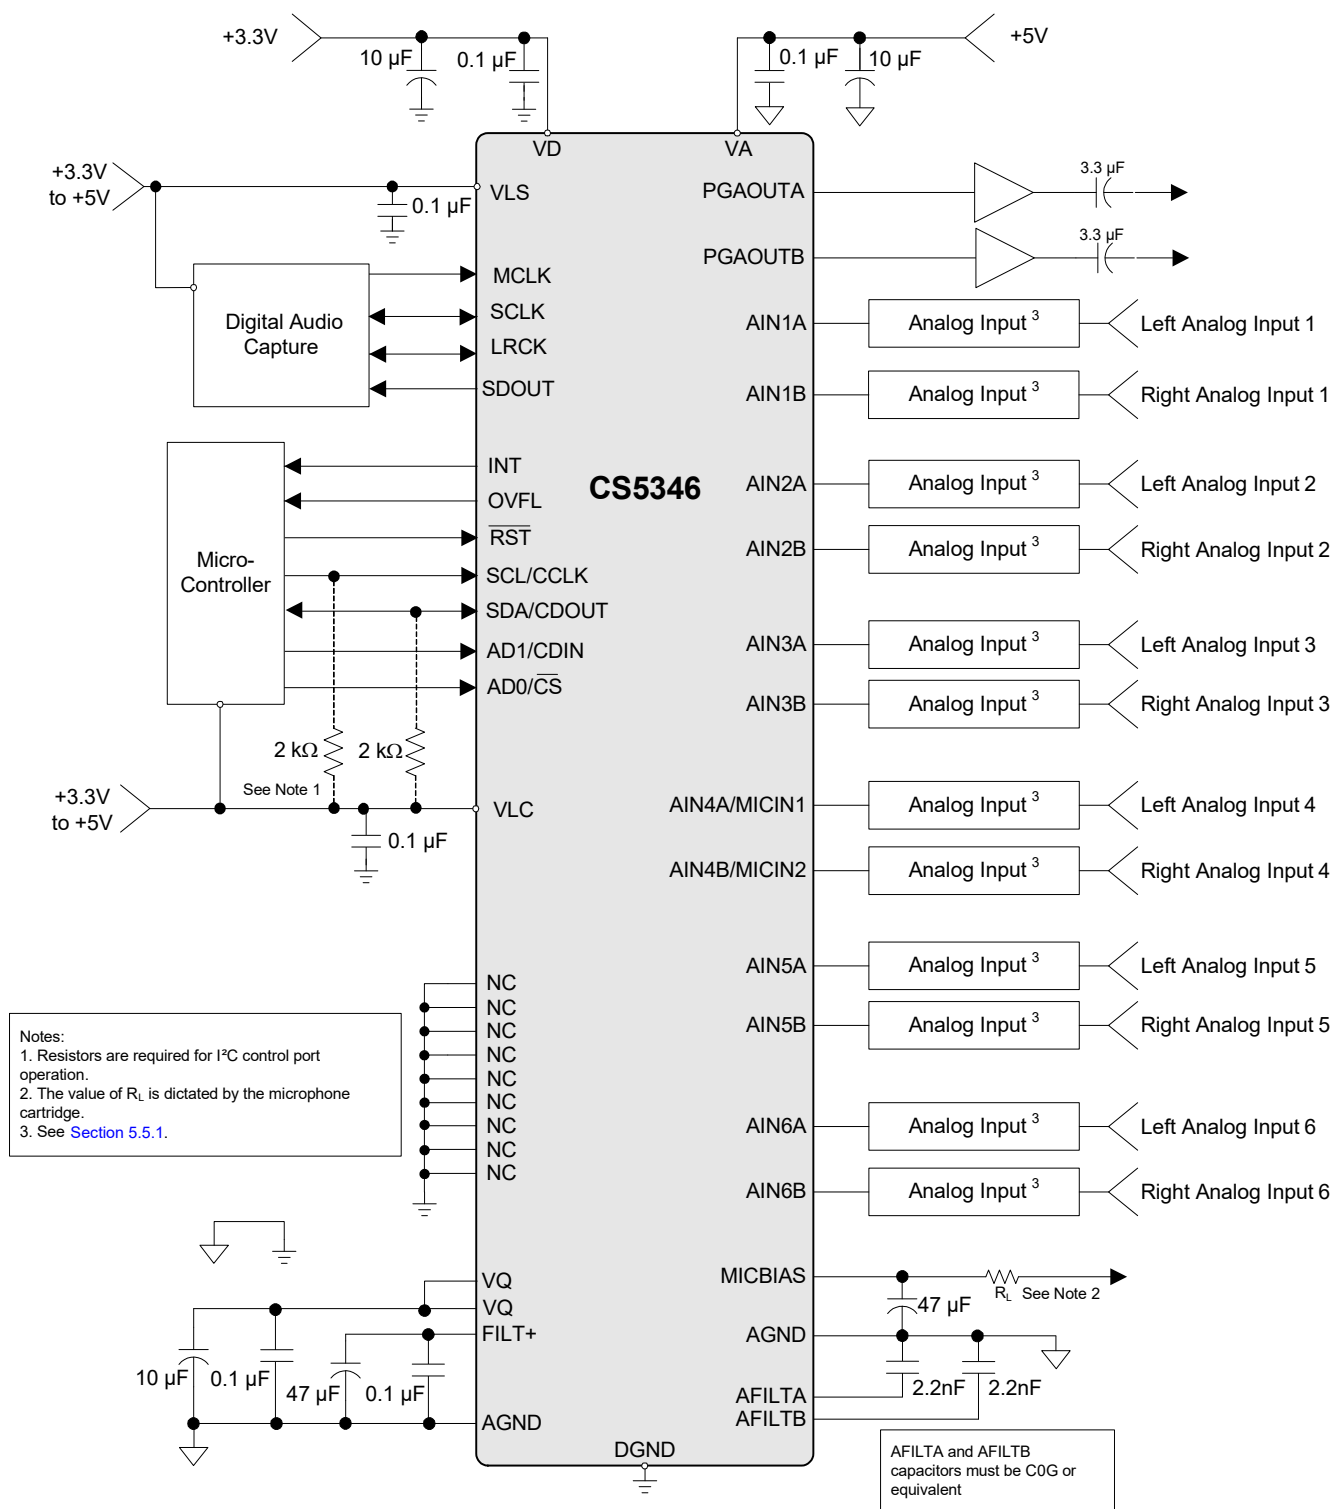 +3.3V
10 µF
0.1 µF
0.1 µF
10 µF
+5V
VD
VA
+3.3V
to +5V
0.1 µF
VLS
PGAOUTA
3.3 µF
PGAOUTB
3.3 µF
Digital Audio
Capture
MCLK
SCLK
LRCK
SDOUT
AIN1A
Analog Input 3
Left Analog Input 1
AIN1B
Analog Input 3
Right Analog Input 1
Micro-
Controller
INT
OVFL
RST
SCL/CCLK
SDA/CDOUT
AD1/CDIN
AD0/CS
CS5346
AIN2A
Analog Input 3
Left Analog Input 2
AIN2B
Analog Input 3
Right Analog Input 2
AIN3A
Analog Input 3
Left Analog Input 3
AIN3B
Analog Input 3
Right Analog Input 3
2 kΩ
2 kΩ
See Note 1
+3.3V
to +5V
0.1 µF
VLC
AIN4A/MICIN1
Analog Input 3
Left Analog Input 4
AIN4B/MICIN2
Analog Input 3
Right Analog Input 4
AIN5A
Analog Input 3
Left Analog Input 5
AIN5B
Analog Input 3
Right Analog Input 5
NC
NC
NC
NC
NC
NC
NC
NC
NC
Notes:
1. Resistors are required for I²C control port
operation.
2. The value of RL is dictated by the microphone
cartridge.
3. See Section 5.5.1.
AIN6A
Analog Input 3
Left Analog Input 6
AIN6B
Analog Input 3
Right Analog Input 6
VQ
VQ
FILT+
10 µF
0.1 µF
47 µF
0.1 µF
AGND
MICBIAS
RL See Note 2
47 µF
AGND
2.2nF
2.2nF
AFILTA
AFILTB
DGND
AFILTA and AFILTB
capacitors must be C0G or
equivalent